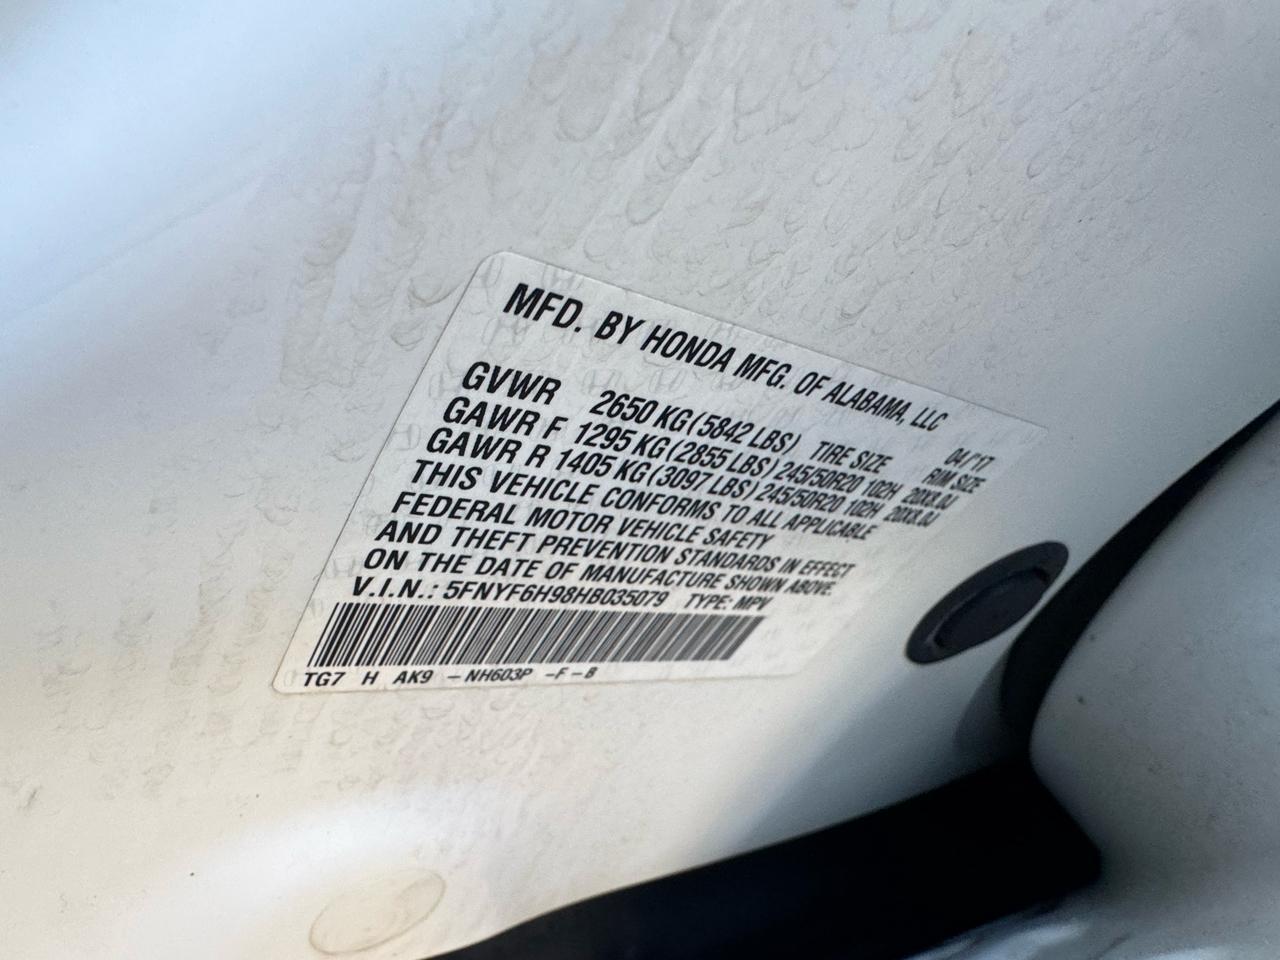 MFD. BY HONDA MFG. OF ALABAMA, LLC
04/'17
GVWR 2650 KG (5842 LBS) TIRE SIZE RIM SIZE
GAWR F 1295 KG (2855 LBS) 245/50R20 102H 20X8.0J
GAWR R 1405 KG (3097 LBS) 245/50R20 102H 20X8.0J
THIS VEHICLE CONFORMS TO ALL APPLICABLE
FEDERAL MOTOR VEHICLE SAFETY
AND THEFT PREVENTION STANDARDS IN EFFECT
ON THE DATE OF MANUFACTURE SHOWN ABOVE.
V.I.N.: 5FNYF6H98HB035079 TYPE: MPV
TG7 H AK9 - NH603P - F - B